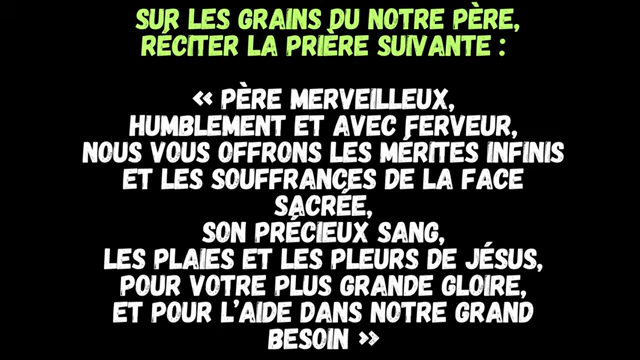 SUR LES GRAINS DU NOTRE PÈRE,
RÉCITER LA PRIÈRE SUIVANTE :
« PÈRE MERVEILLEUX,
HUMBLEMENT ET AVEC FERVEUR,
NOUS VOUS OFFRONS LES MÉRITES INFINIS
ET LES SOUFFRANCES DE LA FACE
SACRÉE,
SON PRÉCIEUX SANG,
LES PLAIES ET LES PLEURS DE JÉSUS,
POUR VOTRE PLUS GRANDE GLOIRE,
ET POUR L’AIDE DANS NOTRE GRAND
BESOIN »